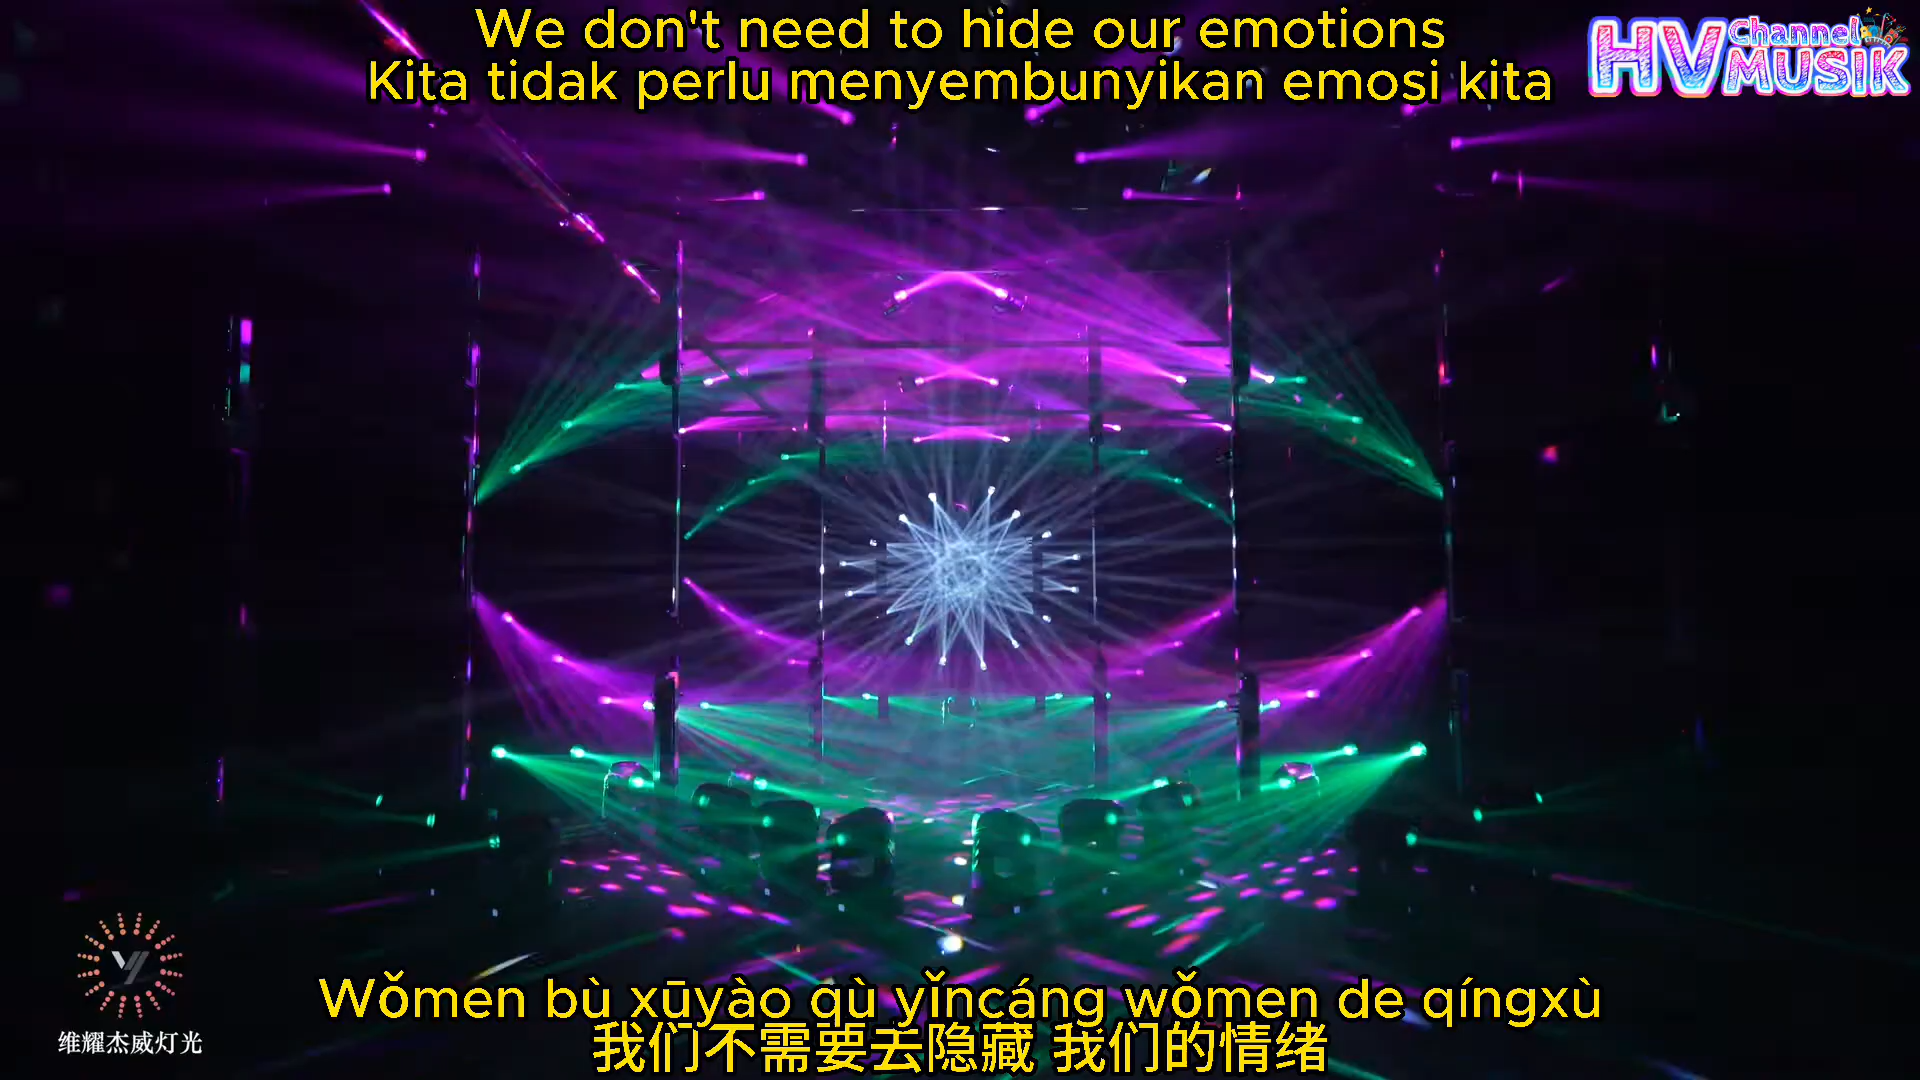 We don't need to hide our emotions
Kita tidak perlu menyembunyikan emosi kita
HV Channel MUSIK
维耀杰威灯光
Wǒmen bù xūyào qù yǐncáng wǒmen de qíngxù
我们不需要去隐藏 我们的情绪